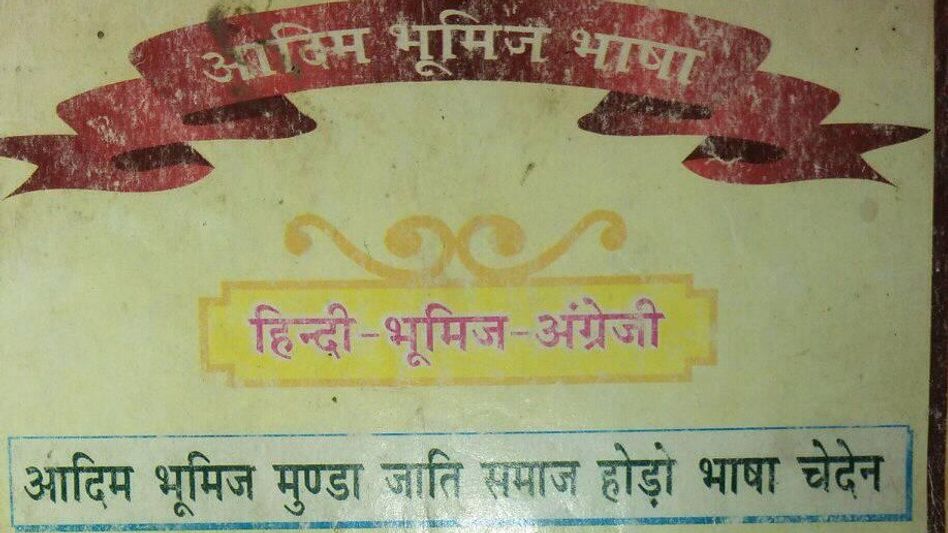 आदिम भूमिज भाषा
हिन्दी-भूमिज-अंग्रेजी
आदिम भूमिज मुण्डा जाति समाज होड़ो भाषा चेदेन